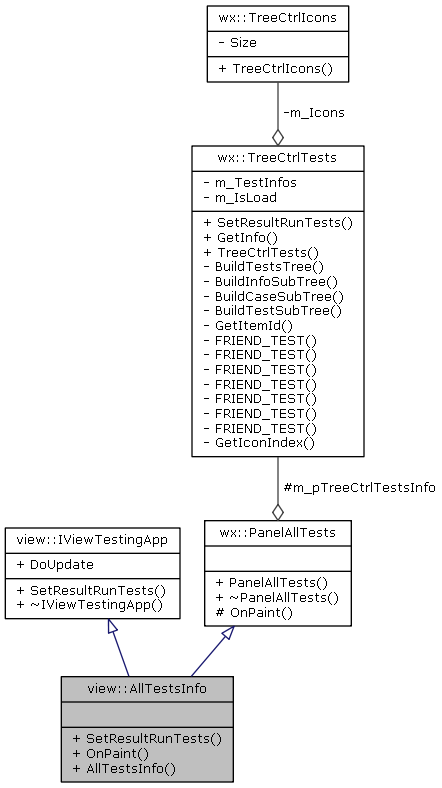 wx::TreeCtrlIcons
- Size
+ TreeCtrlIcons()
-m_Icons
wx::TreeCtrlTests
- m_TestInfos
- m_IsLoad
+ SetResultRunTests()
+ GetInfo()
+ TreeCtrlTests()
- BuildTestsTree()
- BuildInfoSubTree()
- BuildCaseSubTree()
- BuildTestSubTree()
- GetItemId()
- FRIEND_TEST()
- FRIEND_TEST()
- FRIEND_TEST()
- FRIEND_TEST()
- FRIEND_TEST()
- FRIEND_TEST()
- FRIEND_TEST()
- GetIconIndex()
#m_pTreeCtrlTestsInfo
view::IViewTestingApp
+ DoUpdate
+ SetResultRunTests()
+ ~IViewTestingApp()
wx::PanelAllTests
+ PanelAllTests()
+ ~PanelAllTests()
# OnPaint()
view::AllTestsInfo
+ SetResultRunTests()
+ OnPaint()
+ AllTestsInfo()